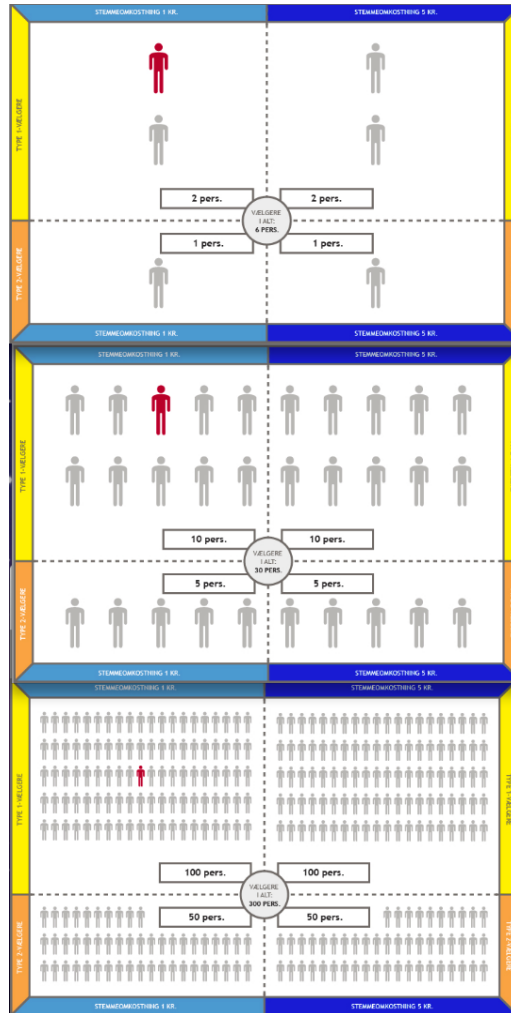 STEMMEOMKOSTNING 1 KR.
STEMMEOMKOSTNING 5 KR.
TYPE 1-VÆLGERE
2 pers.
2 pers.
VÆLGERE
I ALT:
6 PERS.
1 pers.
1 pers.
TYPE 2-VÆLGERE
STEMMEOMKOSTNING 1 KR.
STEMMEOMKOSTNING 5 KR.
STEMMEOMKOSTNING 1 KR.
STEMMEOMKOSTNING 5 KR.
TYPE 1-VÆLGERE
10 pers.
10 pers.
VÆLGERE
I ALT:
30 PERS.
5 pers.
5 pers.
TYPE 2-VÆLGERE
STEMMEOMKOSTNING 1 KR.
STEMMEOMKOSTNING 5 KR.
STEMMEOMKOSTNING 1 KR.
STEMMEOMKOSTNING 5 KR.
TYPE 1-VÆLGERE
TYPE 1-VÆLGERE
100 pers.
100 pers.
VÆLGERE
I ALT:
300 PERS.
50 pers.
50 pers.
TYPE 2-VÆLGERE
TYPE 2-VÆLGERE
STEMMEOMKOSTNING 1 KR.
STEMMEOMKOSTNING 5 KR.